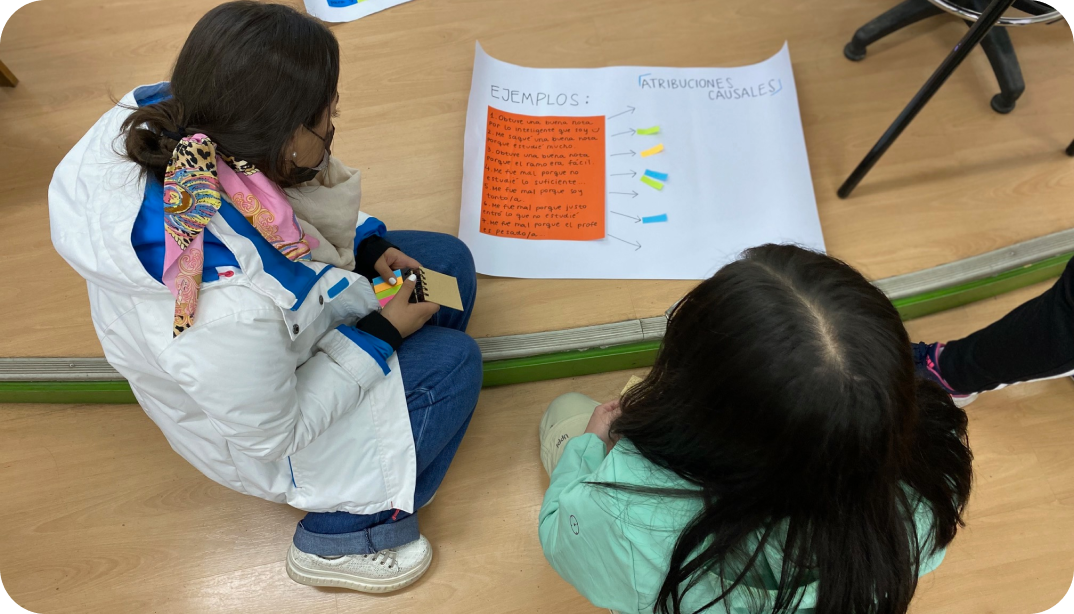 EJEMPLOS:
ATRIBUCIONES
CAUSALES
1. Obtuve una buena nota
por lo inteligente que soy
2. Me saqué una buena nota
porque estudié mucho.
3. Obtuve una buena nota
porque el ramo era fácil
4. Me fue mal porque no
estudié lo suficiente...
5. Me fue mal porque soy
tonto/a.
6. Me fue mal porque justo
entró lo que no estudié
7. Me fue mal porque el profe
es pesado/a